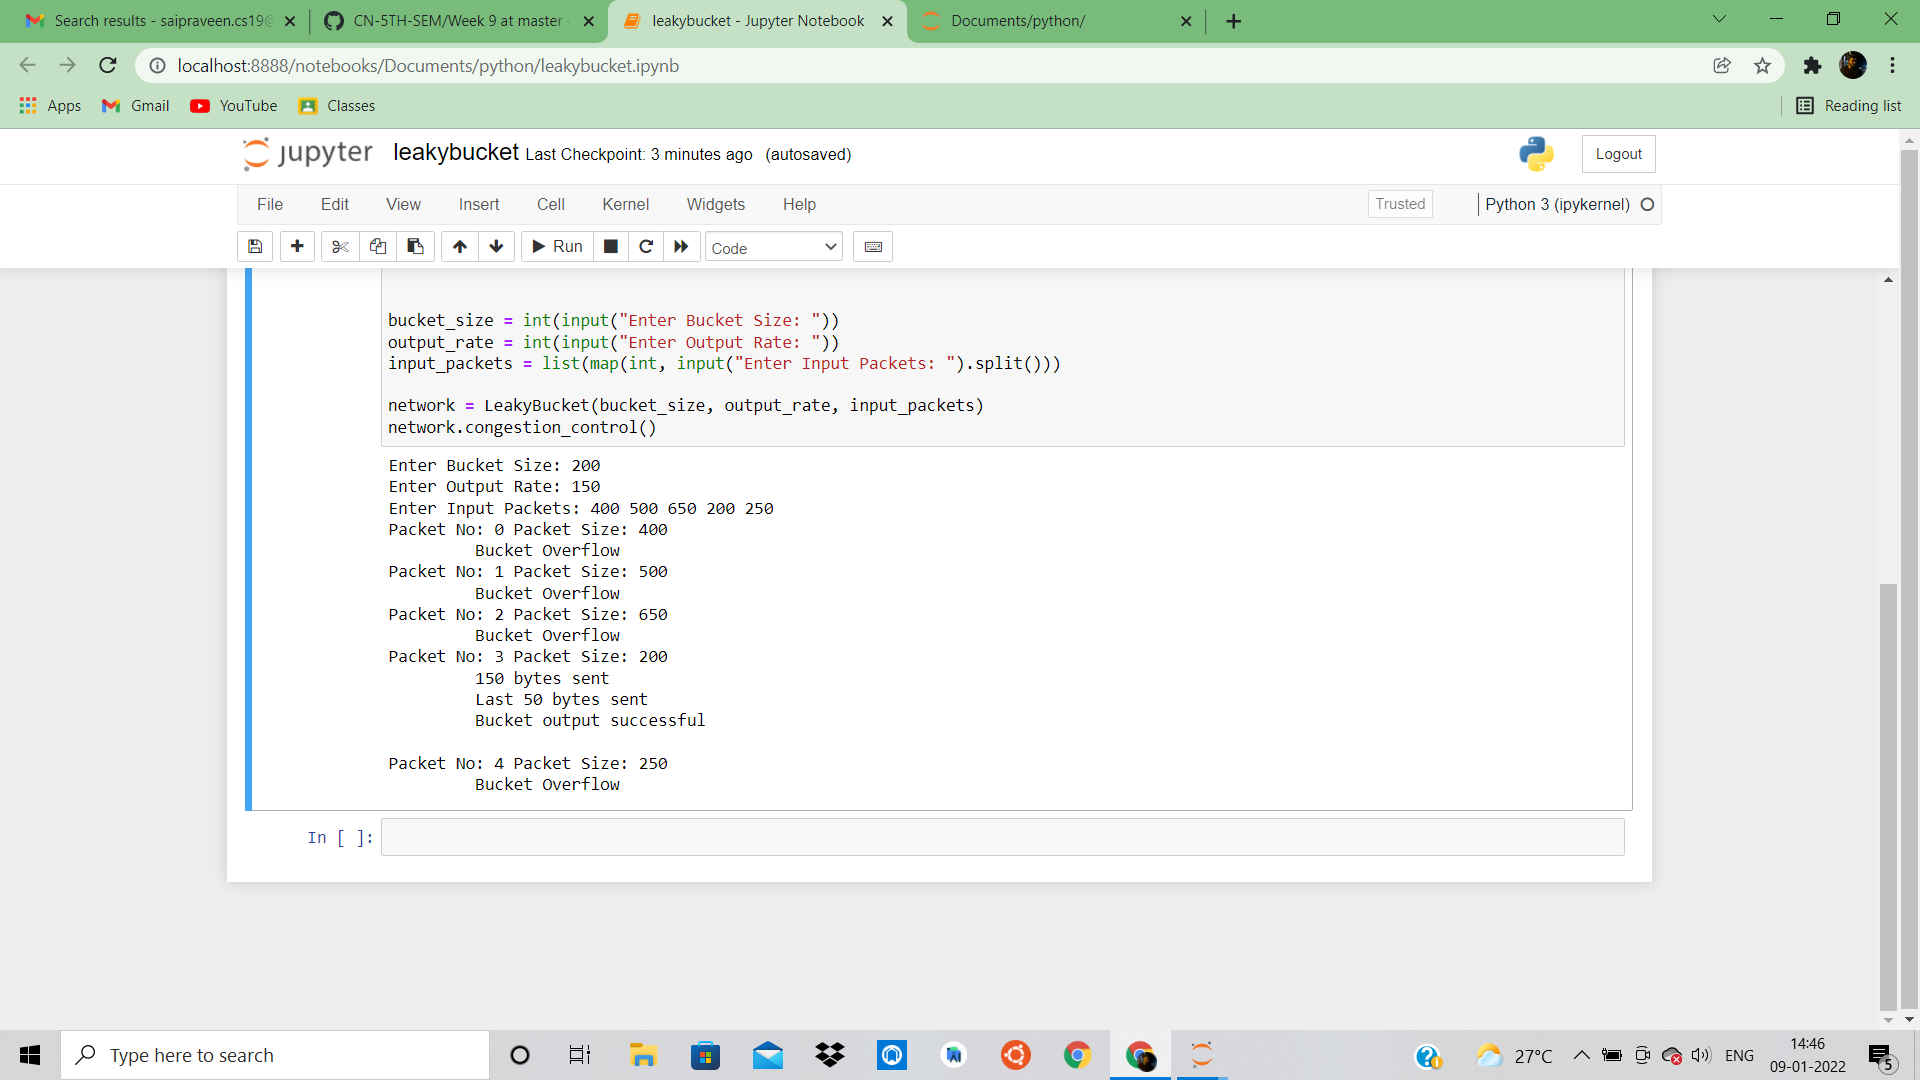 Search results - saipraveen.cs19@
CN-5TH-SEM/Week 9 at master
leakybucket - Jupyter Notebook
Documents/python/
localhost:8888/notebooks/Documents/python/leakybucket.ipynb
Apps
Gmail
YouTube
Classes
Reading list
jupyter
leakybucket Last Checkpoint: 3 minutes ago (autosaved)
Logout
File Edit View Insert Cell Kernel Widgets Help
Trusted
Python 3 (ipykernel)
Run
Code
bucket_size = int(input("Enter Bucket Size: "))
output_rate = int(input("Enter Output Rate: "))
input_packets = list(map(int, input("Enter Input Packets: ").split()))
network = LeakyBucket(bucket_size, output_rate, input_packets)
network.congestion_control()
Enter Bucket Size: 200
Enter Output Rate: 150
Enter Input Packets: 400 500 650 200 250
Packet No: 0 Packet Size: 400
Bucket Overflow
Packet No: 1 Packet Size: 500
Bucket Overflow
Packet No: 2 Packet Size: 650
Bucket Overflow
Packet No: 3 Packet Size: 200
150 bytes sent
Last 50 bytes sent
Bucket output successful
Packet No: 4 Packet Size: 250
Bucket Overflow
In [ ]:
Type here to search
27°C
ENG
14:46
09-01-2022
5